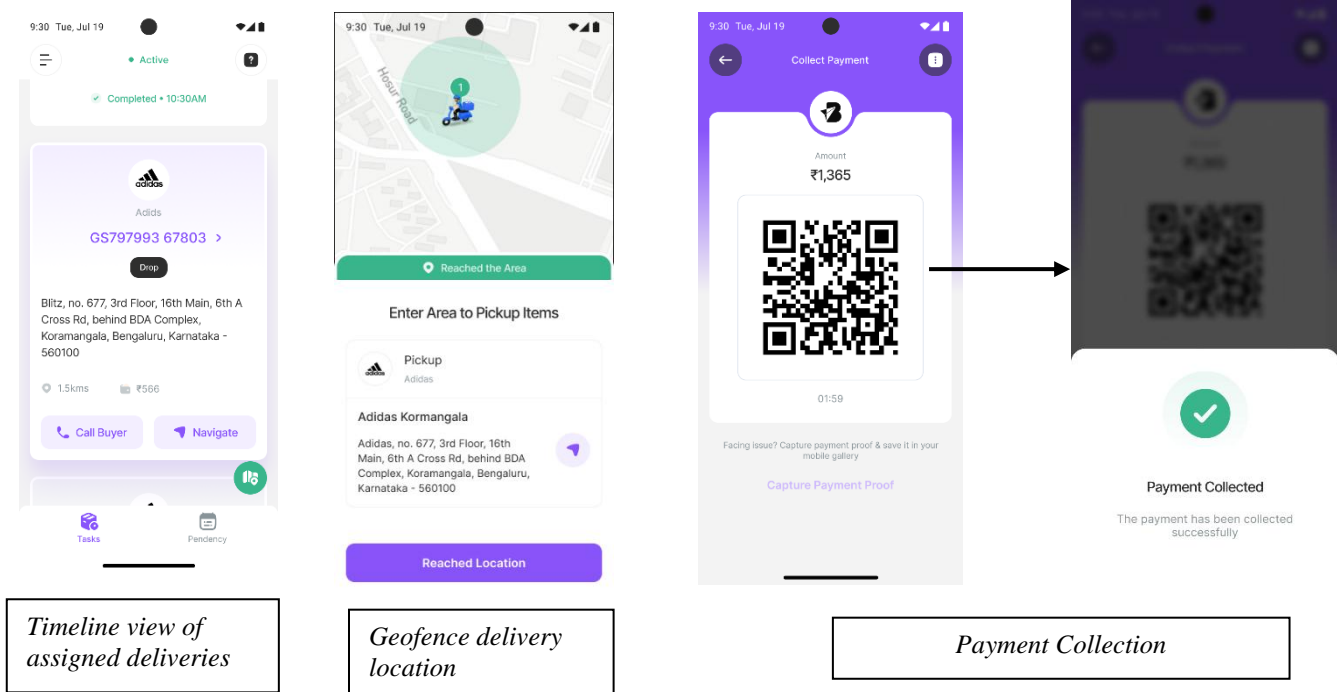 9:30 Tue, Jul 19
Active
?
Completed • 10:30AM
adidas
Adids
GS797993 67803 >
Drop
Blitz, no. 677, 3rd Floor, 16th Main, 6th A
Cross Rd, behind BDA Complex,
Koramangala, Bengaluru, Karnataka -
560100
1.5kms ₹566
Call Buyer Navigate
Tasks Pendency
Timeline view of
assigned deliveries
9:30 Tue, Jul 19
Hosur Road
1
Reached the Area
Enter Area to Pickup Items
adidas
Pickup
Adidas
Adidas Kormangala
Adidas, no. 677, 3rd Floor, 16th
Main, 6th A Cross Rd, behind BDA
Complex, Koramangala, Bengaluru,
Karnataka - 560100
Reached Location
Geofence delivery
location
9:30 Tue, Jul 19
Collect Payment
B
Amount
₹1,365
01:59
Facing issue? Capture payment proof & save it in your
mobile gallery
Capture Payment Proof
Payment Collected
The payment has been collected
successfully
Payment Collection